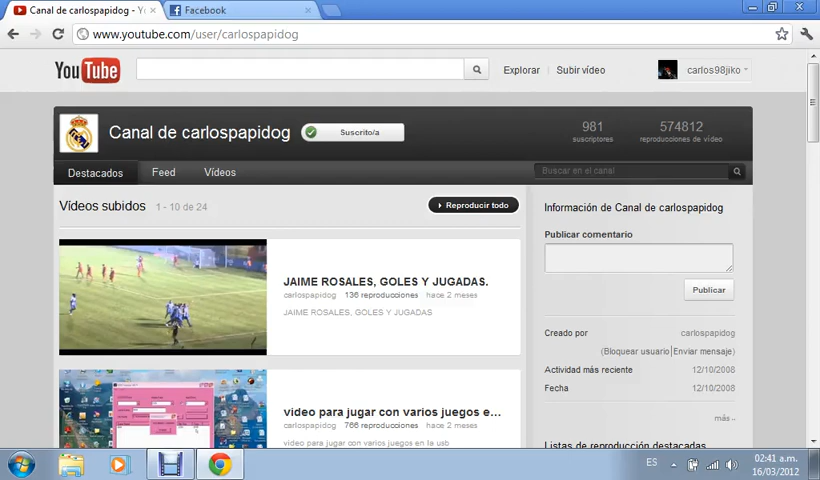 Canal de carlospapidog - Y
Facebook
www.youtube.com/user/carlospapidog
YouTube
Explorar
Subir vídeo
carlos98jiko
Canal de carlospapidog
Suscrito/a
981
suscriptores
574812
reproducciones de vídeo
Destacados
Feed
Vídeos
Buscar en el canal
Vídeos subidos
1 - 10 de 24
Reproducir todo
JAIME ROSALES, GOLES Y JUGADAS.
carlospapidog 136 reproducciones hace 2 meses
JAIME ROSALES, GOLES Y JUGADAS
video para jugar con varios juegos e...
carlospapidog 766 reproducciones hace 2 meses
video para jugar con varios juegos en la usb
Información de Canal de carlospapidog
Publicar comentario
Publicar
Creado por carlospapidog
(Bloquear usuario|Enviar mensaje)
Actividad más reciente 12/10/2008
Fecha 12/10/2008
más
Listas de reproducción destacadas
ES
02:41 a.m.
16/03/2012